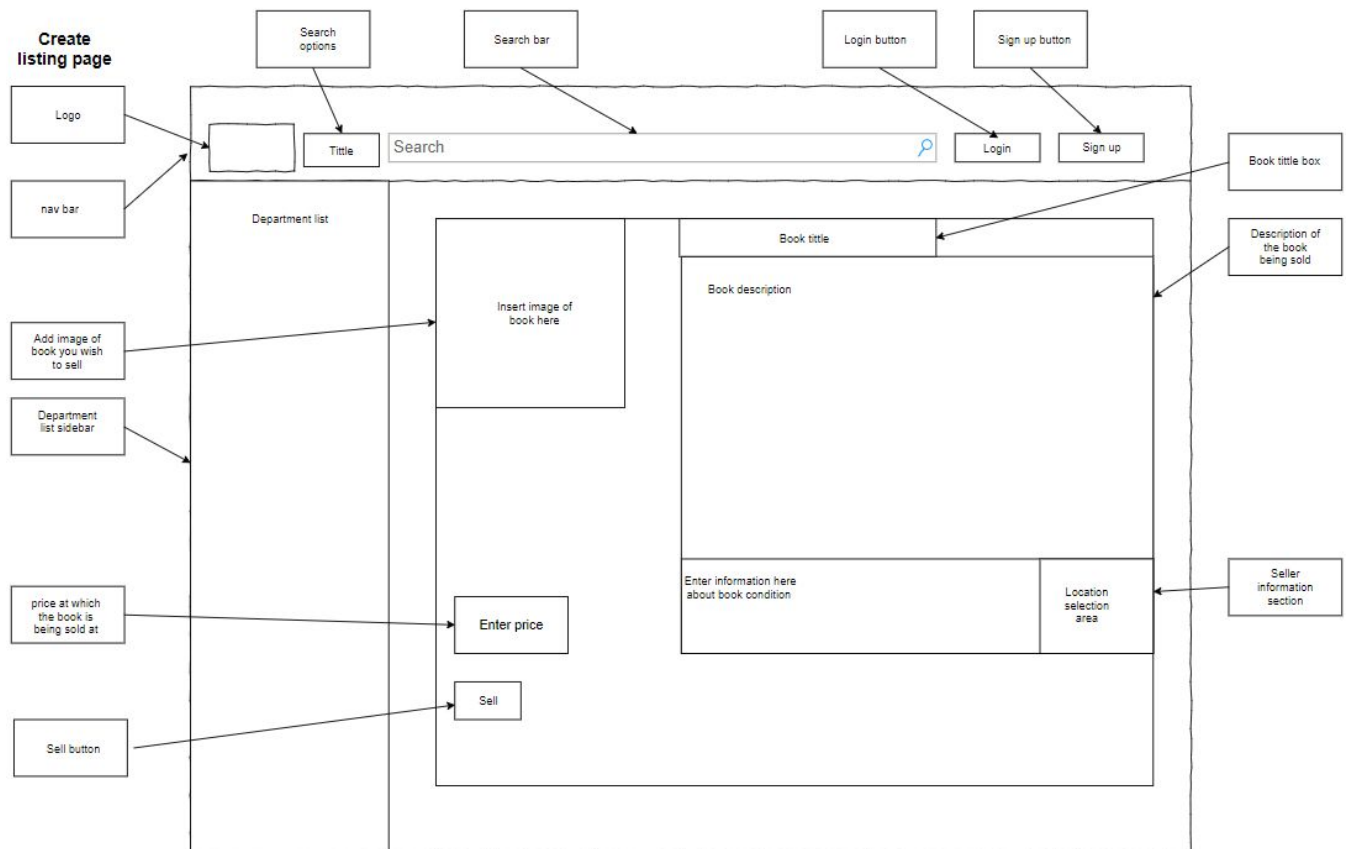 Create
listing page
Search
options
Search bar
Login button
Sign up button
Logo
Tittle
Search
Login
Sign up
Book tittle box
nav bar
Department list
Book tittle
Description of
the book
being sold
Book description
Insert image of
book here
Add image of
book you wish
to sell
Department
list sidebar
Enter information here
about book condition
Location
selection
area
Seller
information
section
price at which
the book is
being sold at
Enter price
Sell
Sell button